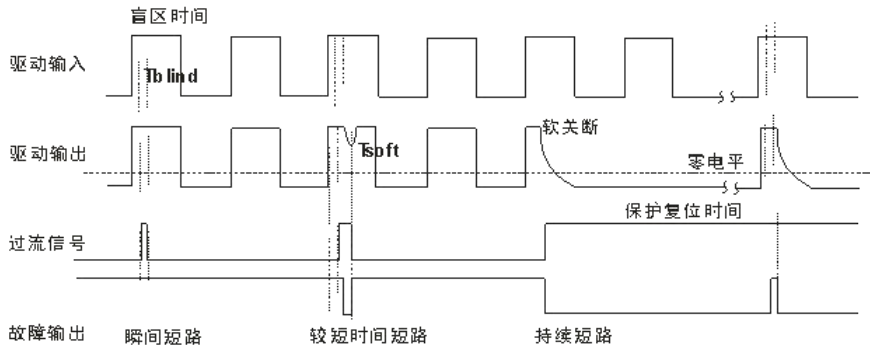 盲区时间
驱动输入
Tblind
驱动输出
Tsoft
软关断
零电平
保护复位时间
过流信号
故障输出
瞬间短路
较短时间短路
持续短路